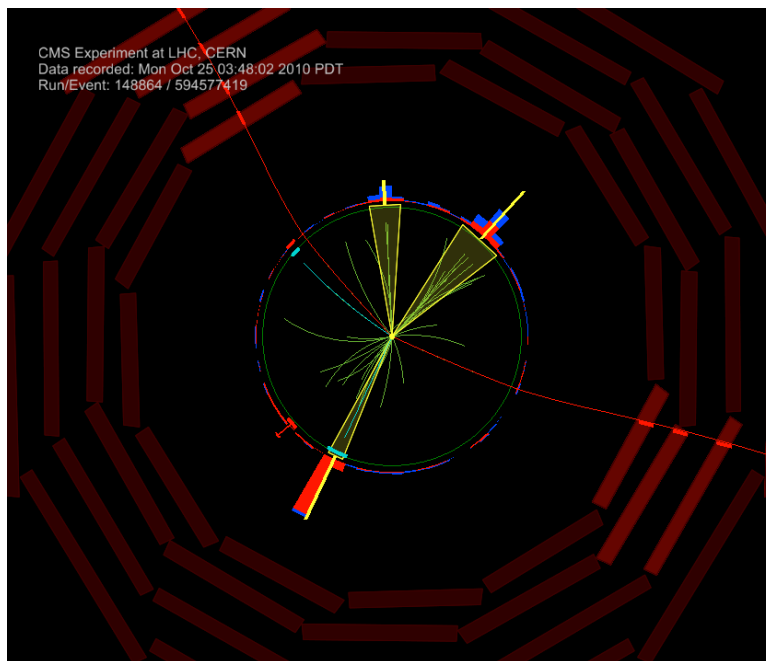 CMS Experiment at LHC, CERN
Data recorded: Mon Oct 25 03:48:02 2010 PDT
Run/Event: 148864 / 594577419